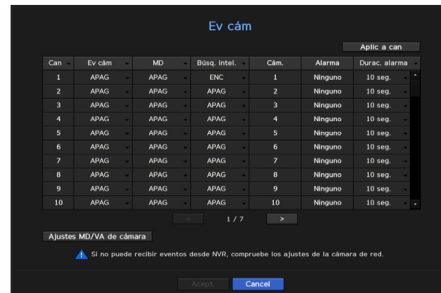 Ev cám
Aplic a can
Can Ev cám MD Búsq. Intel. Cám. Alarma Durac. alarma
1 APAG APAG ENC 1 Ninguno 10 seg.
2 APAG APAG APAG 2 Ninguno 10 seg.
3 APAG APAG APAG 3 Ninguno 10 seg.
4 APAG APAG APAG 4 Ninguno 10 seg.
5 APAG APAG APAG 5 Ninguno 10 seg.
6 APAG APAG APAG 6 Ninguno 10 seg.
7 APAG APAG APAG 7 Ninguno 10 seg.
8 APAG APAG APAG 8 Ninguno 10 seg.
9 APAG APAG APAG 9 Ninguno 10 seg.
10 APAG APAG APAG 10 Ninguno 10 seg.
< 1 / 7 >
Ajustes MD/VA de cámara
Si no puede recibir eventos desde NVR, compruebe los ajustes de la cámara de red.
Acept. Cancel